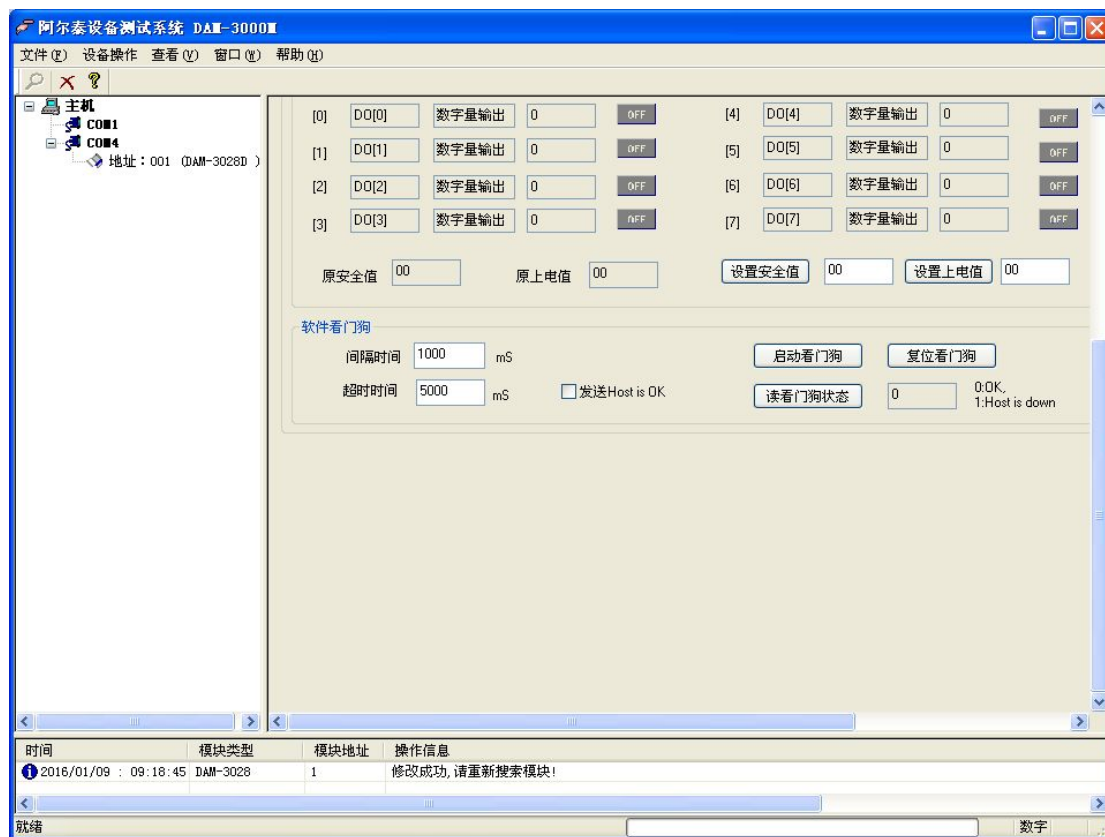 阿尔泰设备测试系统 DAM-3000M
文件(F) 设备操作 查看(V) 窗口(W) 帮助(H)
主机
COM1
COM4
地址：001 (DAM-3028D )
[0] DO[0] 数字量输出 0 OFF [4] DO[4] 数字量输出 0 OFF
[1] DO[1] 数字量输出 0 OFF [5] DO[5] 数字量输出 0 OFF
[2] DO[2] 数字量输出 0 OFF [6] DO[6] 数字量输出 0 OFF
[3] DO[3] 数字量输出 0 OFF [7] DO[7] 数字量输出 0 OFF
原安全值 00 原上电值 00 设置安全值 00 设置上电值 00
软件看门狗
间隔时间 1000 mS 启动看门狗 复位看门狗
超时时间 5000 mS 发送Host is OK 读看门狗状态 0 0:OK,
1:Host is down
时间 模块类型 模块地址 操作信息
2016/01/09 : 09:18:45 DAM-3028 1 修改成功,请重新搜索模块!
就绪 数字